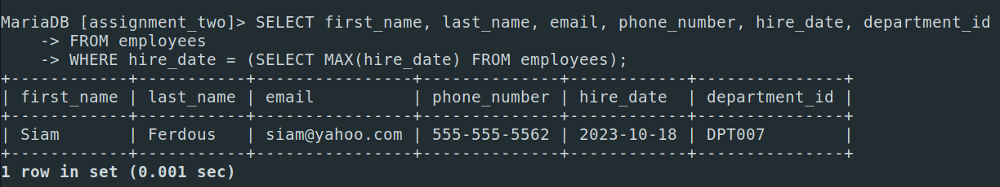 MariaDB [assignment_two]> SELECT first_name, last_name, email, phone_number, hire_date, department_id
    -> FROM employees
    -> WHERE hire_date = (SELECT MAX(hire_date) FROM employees);
+------------+-----------+----------------+--------------+------------+---------------+
| first_name | last_name | email          | phone_number | hire_date  | department_id |
+------------+-----------+----------------+--------------+------------+---------------+
| Siam       | Ferdous   | siam@yahoo.com | 555-555-5562 | 2023-10-18 | DPT007        |
+------------+-----------+----------------+--------------+------------+---------------+
1 row in set (0.001 sec)